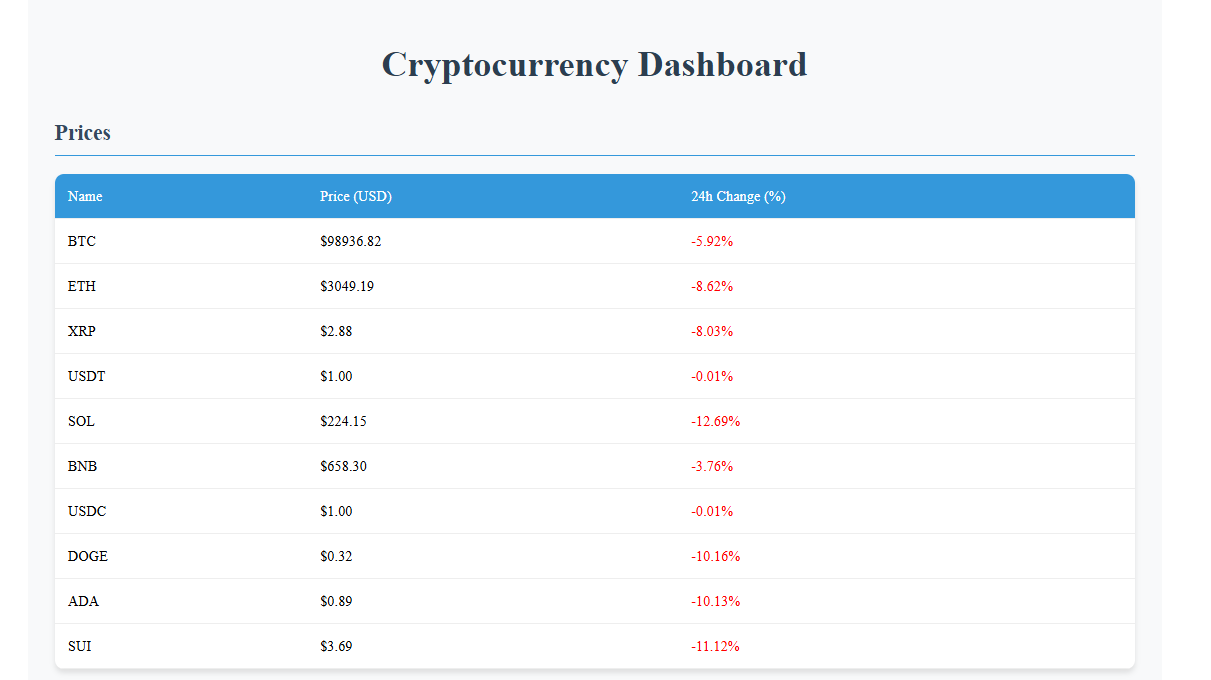 Cryptocurrency Dashboard
Prices
Name Price (USD) 24h Change (%)
BTC $98936.82 -5.92%
ETH $3049.19 -8.62%
XRP $2.88 -8.03%
USDT $1.00 -0.01%
SOL $224.15 -12.69%
BNB $658.30 -3.76%
USDC $1.00 -0.01%
DOGE $0.32 -10.16%
ADA $0.89 -10.13%
SUI $3.69 -11.12%